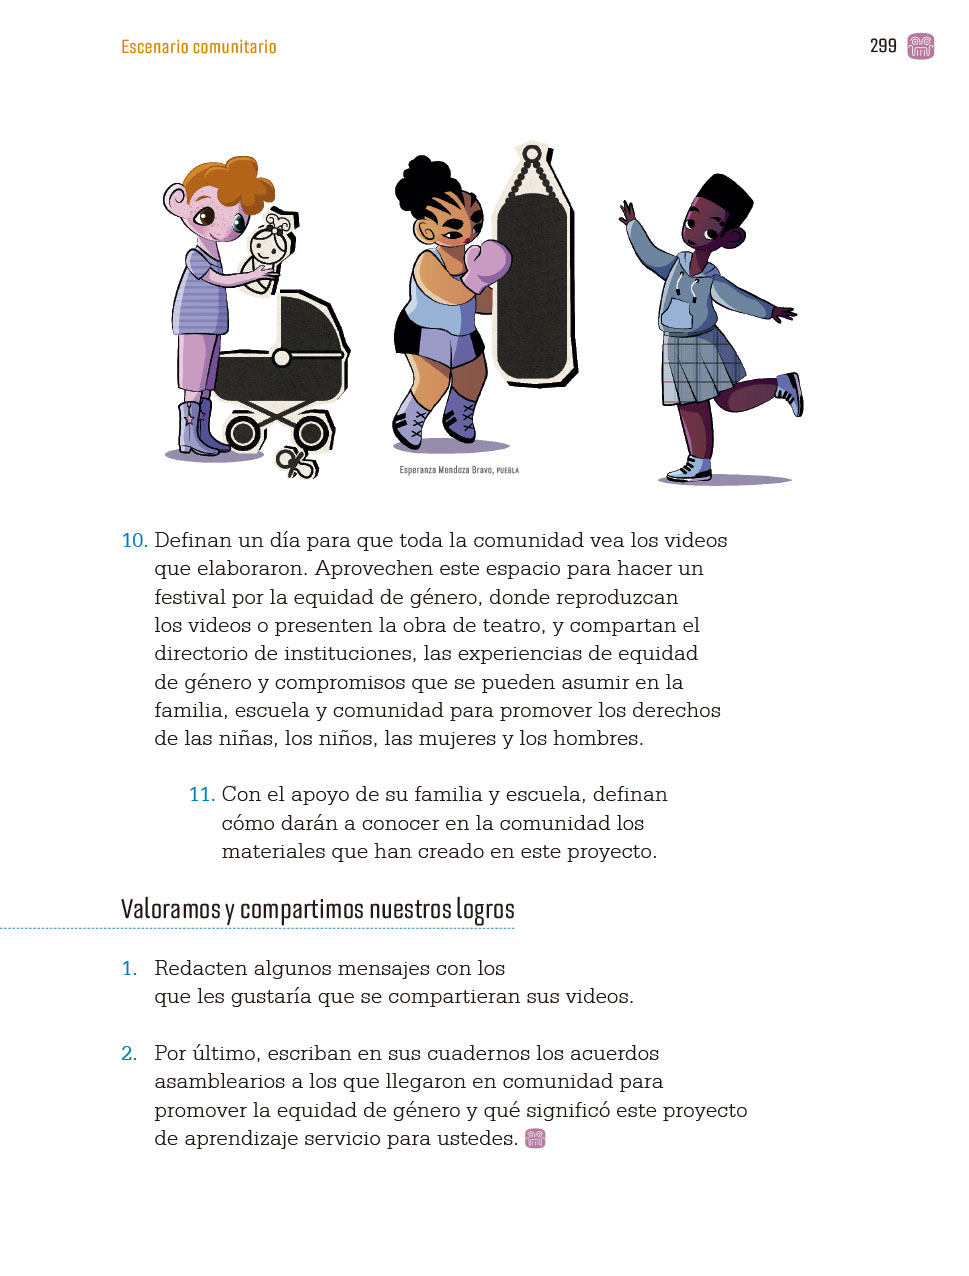 Escenario comunitario
299
Esperanza Mendoza Bravo, PUEBLA
10. Definan un día para que toda la comunidad vea los videos
que elaboraron. Aprovechen este espacio para hacer un
festival por la equidad de género, donde reproduzcan
los videos o presenten la obra de teatro, y compartan el
directorio de instituciones, las experiencias de equidad
de género y compromisos que se pueden asumir en la
familia, escuela y comunidad para promover los derechos
de las niñas, los niños, las mujeres y los hombres.
11. Con el apoyo de su familia y escuela, definan
cómo darán a conocer en la comunidad los
materiales que han creado en este proyecto.
Valoramos y compartimos nuestros logros
1. Redacten algunos mensajes con los
que les gustaría que se compartieran sus videos.
2. Por último, escriban en sus cuadernos los acuerdos
asamblearios a los que llegaron en comunidad para
promover la equidad de género y qué significó este proyecto
de aprendizaje servicio para ustedes.